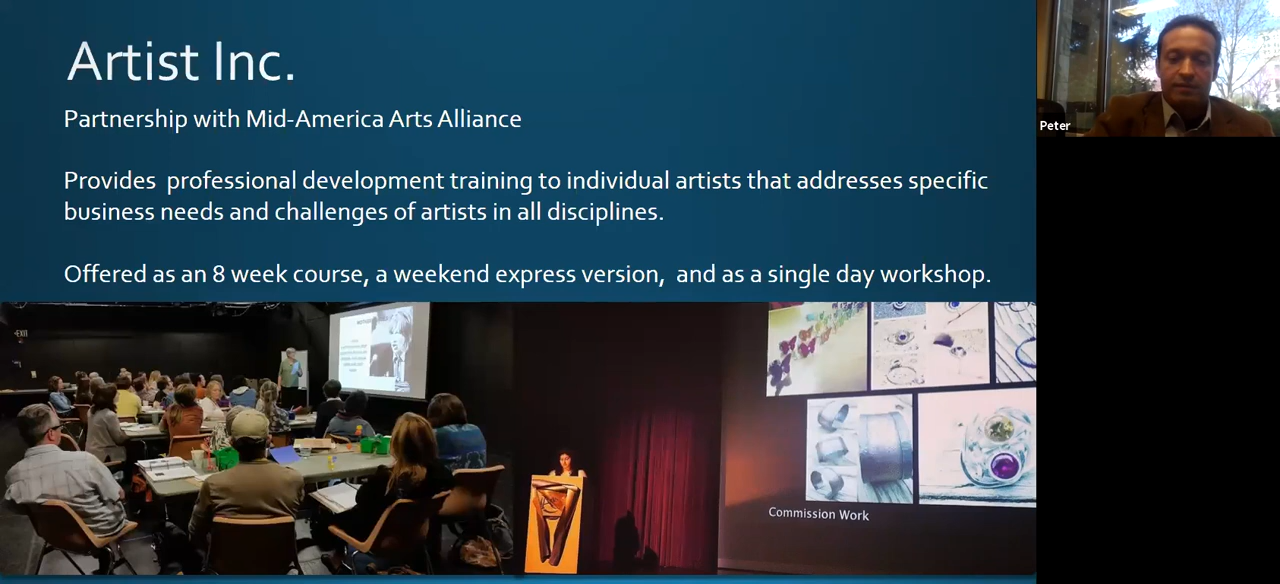 Artist Inc.
Partnership with Mid-America Arts Alliance
Provides professional development training to individual artists that addresses specific
business needs and challenges of artists in all disciplines.
Offered as an 8 week course, a weekend express version, and as a single day workshop.
Peter
EXIT
Commission Work